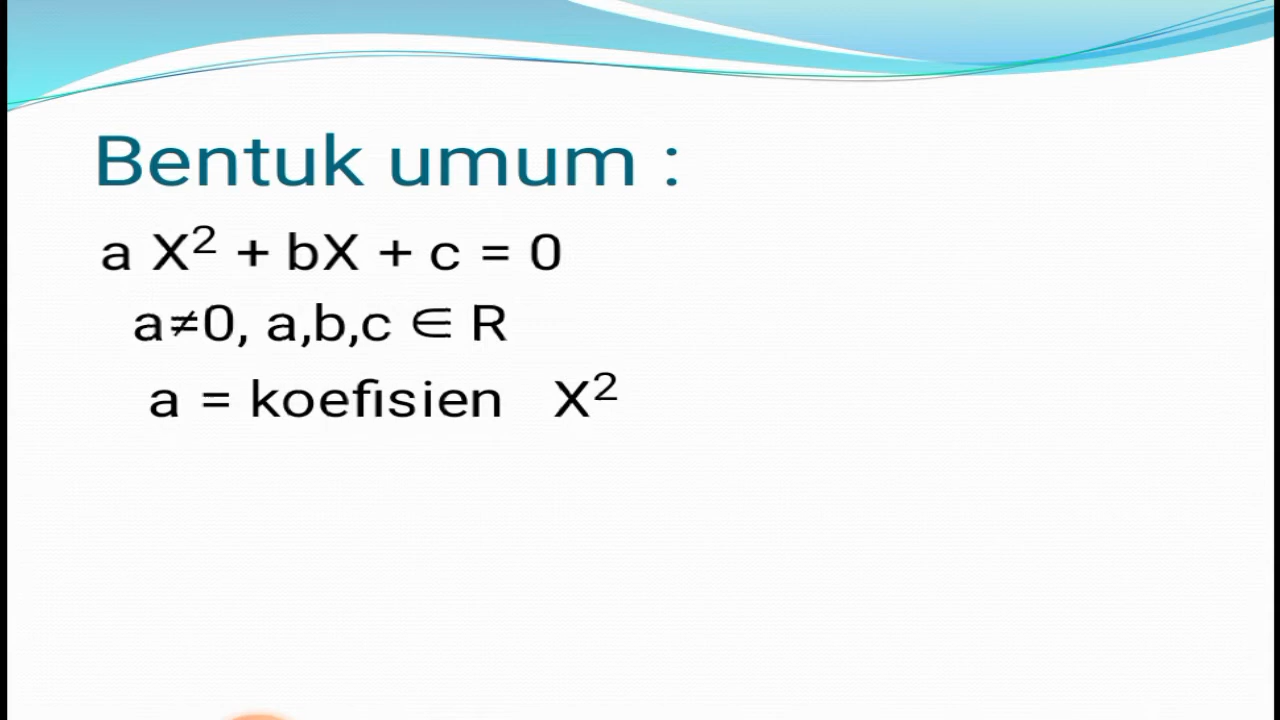 Bentuk umum :
a X² + bX + c = 0
a≠0, a,b,c ∈ R
a = koefisien X²